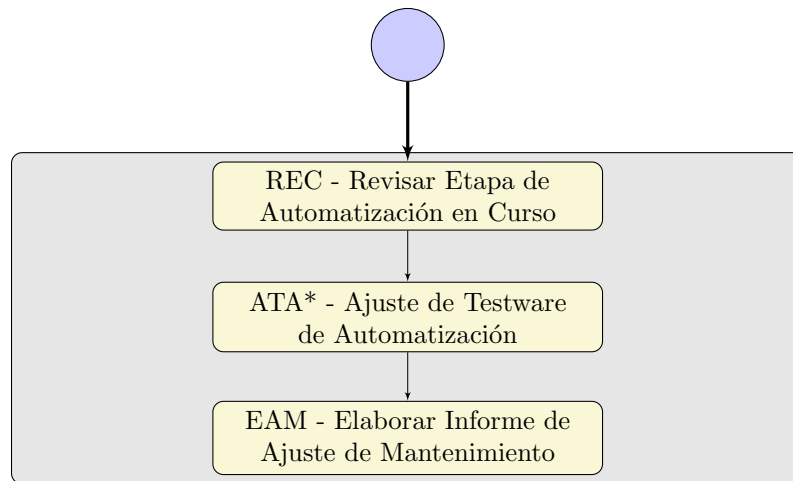 REC - Revisar Etapa de
Automatización en Curso
ATA* - Ajuste de Testware
de Automatización
EAM - Elaborar Informe de
Ajuste de Mantenimiento